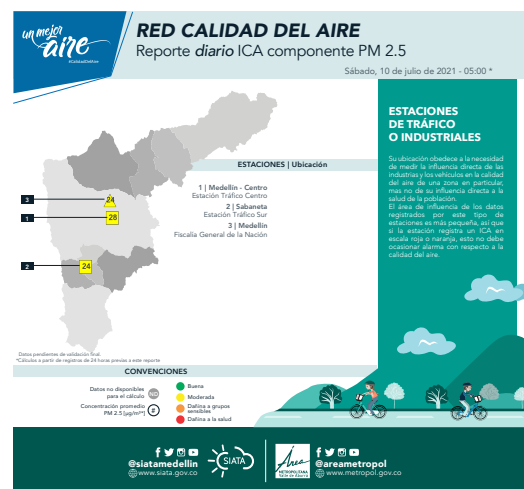 un mejor
aire
#CalidadDelAire
RED CALIDAD DEL AIRE
Reporte diario ICA componente PM 2.5
Sábado, 10 de julio de 2021 - 05:00 *
ESTACIONES | Ubicación
1 | Medellín - Centro
Estación Tráfico Centro
2 | Sabaneta
Estación Tráfico Sur
3 | Medellín
Fiscalía General de la Nación
3
24
1
28
2
24
ESTACIONES
DE TRÁFICO
O INDUSTRIALES
Su ubicación obedece a la necesidad
de medir la influencia directa de las
industrias y los vehículos en la calidad
del aire de una zona en particular,
mas no de su influencia directa a la
salud de la población.
El área de influencia de los datos
registrados por este tipo de
estaciones es más pequeña, así que
si la estación registra un ICA en
escala roja o naranja, esto no debe
ocasionar alarma con respecto a la
calidad del aire.
Datos pendientes de validación final.
*Cálculos a partir de registros de 24 horas previas a este reporte
CONVENCIONES
Datos no disponibles
para el cálculo
ND
Concentración promedio
PM 2.5 (µg/m³)
#
Buena
Moderada
Dañina a grupos
sensibles
Dañina a la salud
@siatamedellin
www.siata.gov.co
SIATA
Área
METROPOLITANA
Valle de Aburrá
@areametropol
www.metropol.gov.co